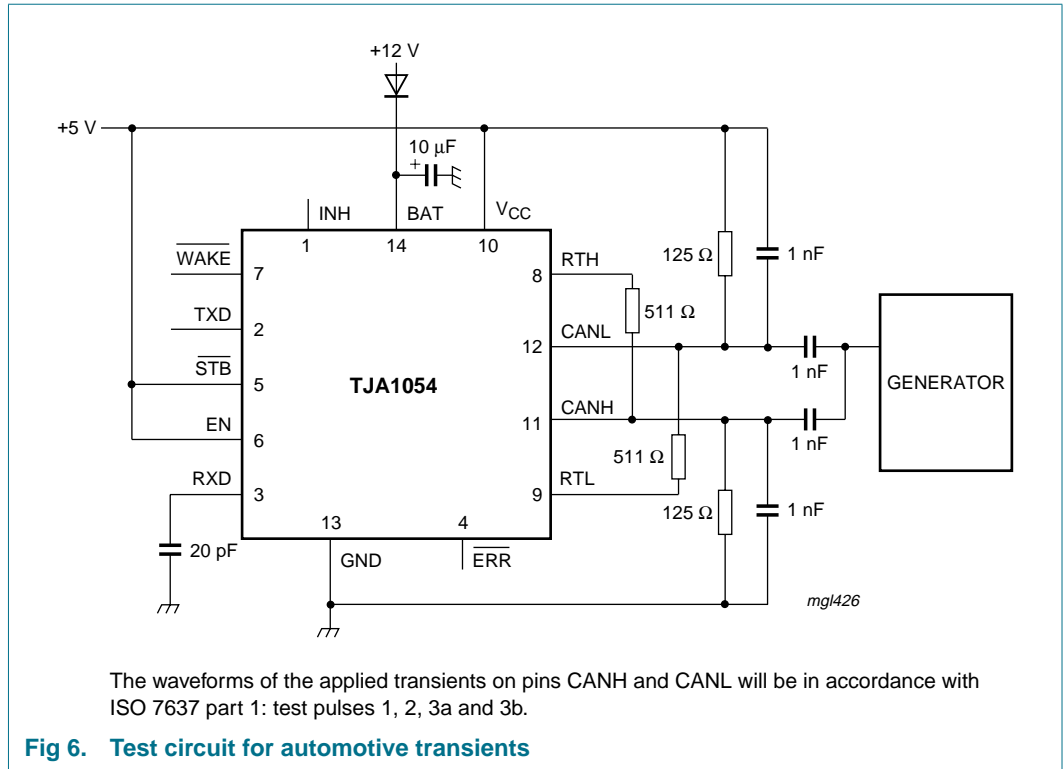 +12 V
+5 V
10 µF
+
INH
BAT
VCC
1
14
10
WAKE
7
TXD
2
STB
5
EN
6
RXD
3
20 pF
TJA1054
13
GND
4
ERR
8
RTH
12
CANL
11
CANH
9
RTL
511 Ω
511 Ω
125 Ω
1 nF
1 nF
1 nF
125 Ω
1 nF
GENERATOR
mgl426
The waveforms of the applied transients on pins CANH and CANL will be in accordance with
ISO 7637 part 1: test pulses 1, 2, 3a and 3b.
Fig 6. Test circuit for automotive transients